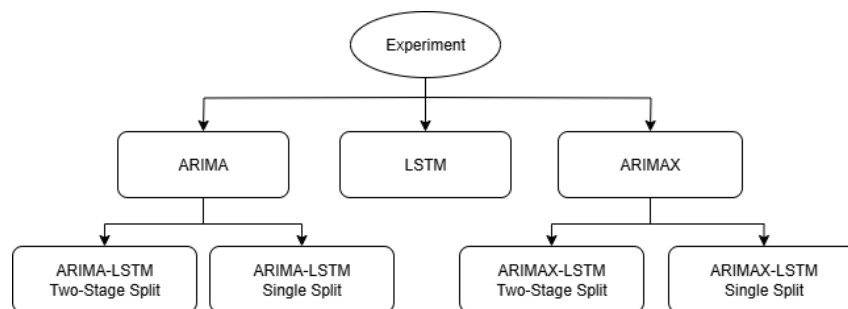 Experiment
ARIMA
LSTM
ARIMAX
ARIMA-LSTM
Two-Stage Split
ARIMA-LSTM
Single Split
ARIMAX-LSTM
Two-Stage Split
ARIMAX-LSTM
Single Split